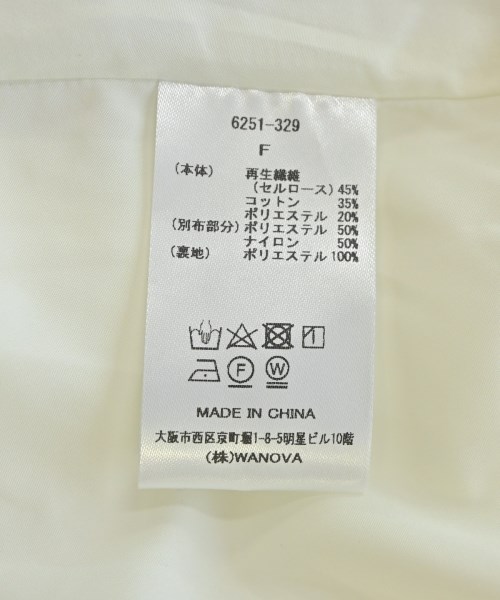 6251-329
F
(本体) 再生繊維
(セルロース) 45%
コットン 35%
ポリエステル 20%
(別布部分) ポリエステル 50%
ナイロン 50%
(裏地) ポリエステル 100%
F W
MADE IN CHINA
大阪市西区京町堀1-8-5明星ビル10階
(株)WANOVA